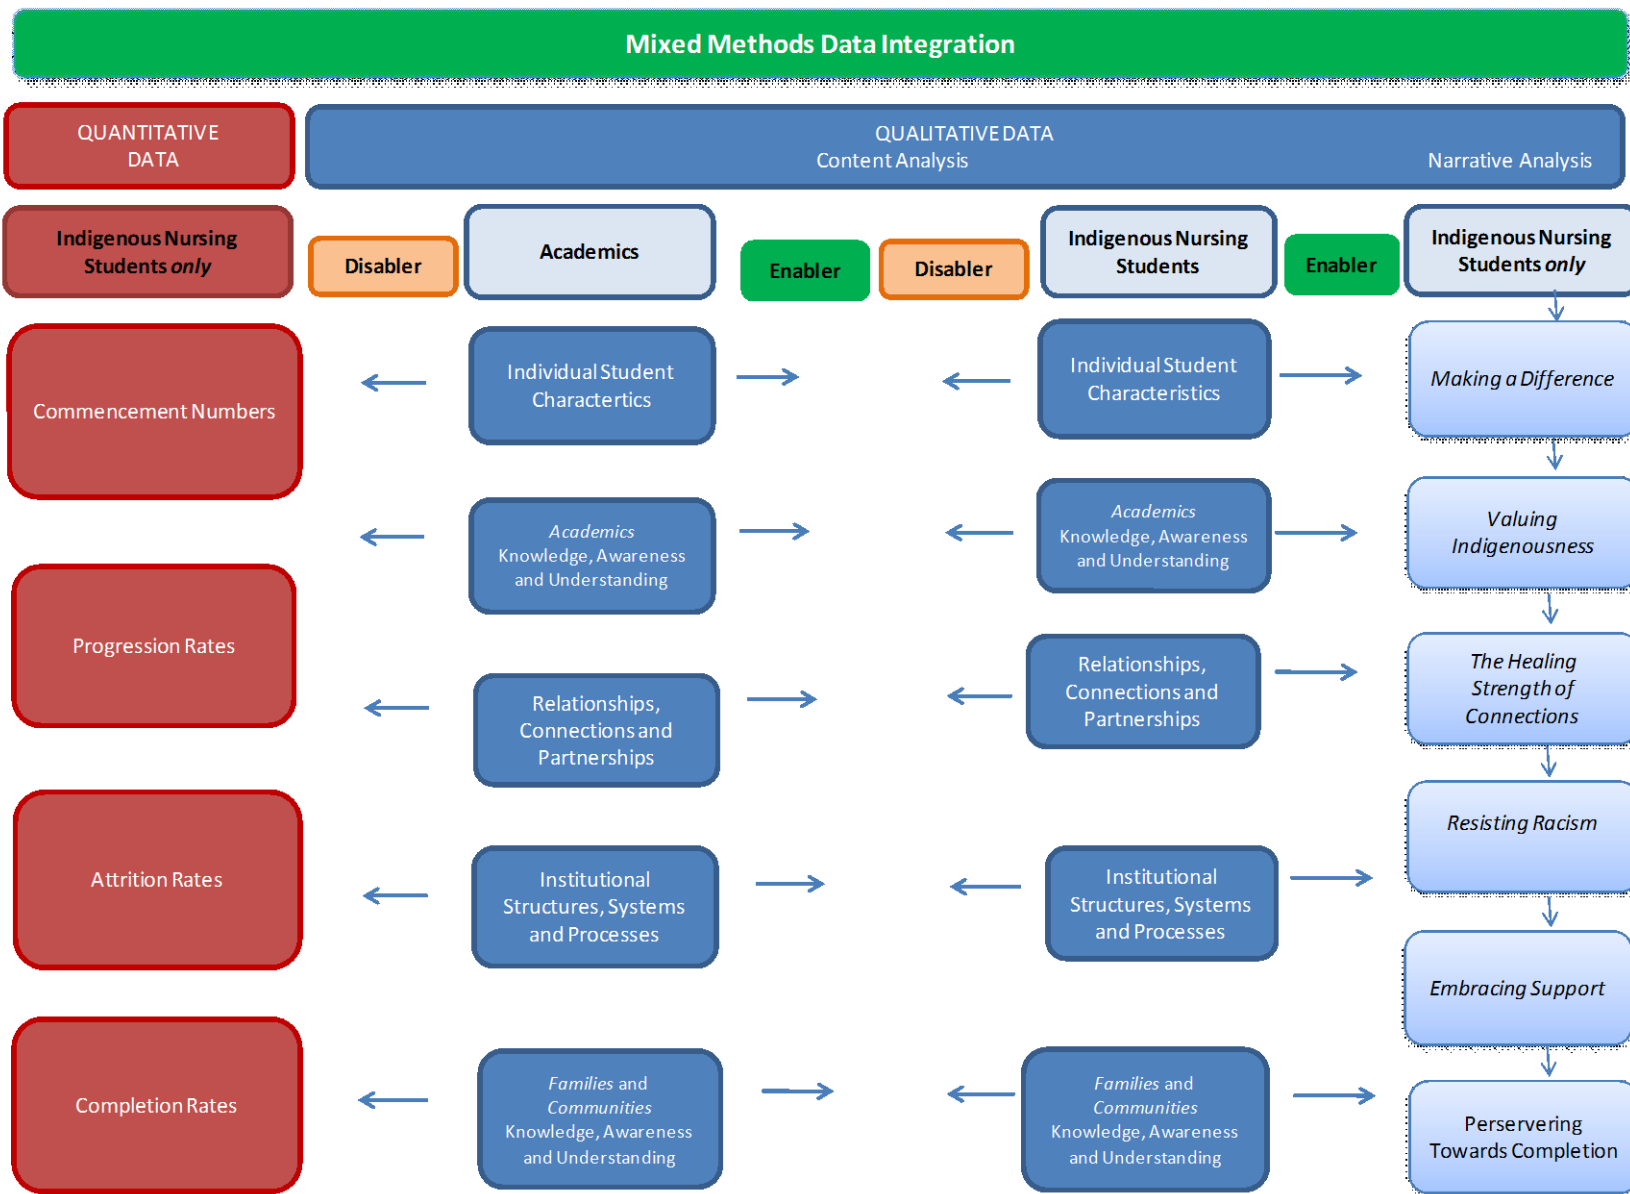 Mixed Methods Data Integration
QUANTITATIVE
DATA
QUALITATIVE DATA
Content Analysis
Narrative Analysis
Indigenous Nursing
Students only
Disabler
Academics
Enabler
Disabler
Indigenous Nursing
Students
Enabler
Indigenous Nursing
Students only
Commencement Numbers
Individual Student
Charactertics
Individual Student
Characteristics
Making a Difference
Academics
Knowledge, Awareness
and Understanding
Academics
Knowledge, Awareness
and Understanding
Valuing
Indigenousness
Progression Rates
Relationships,
Connections and
Partnerships
Relationships,
Connections and
Partnerships
The Healing
Strength of
Connections
Attrition Rates
Institutional
Structures, Systems
and Processes
Institutional
Structures, Systems
and Processes
Resisting Racism
Embracing Support
Completion Rates
Families and
Communities
Knowledge, Awareness
and Understanding
Families and
Communities
Knowledge, Awareness
and Understanding
Perservering
Towards Completion